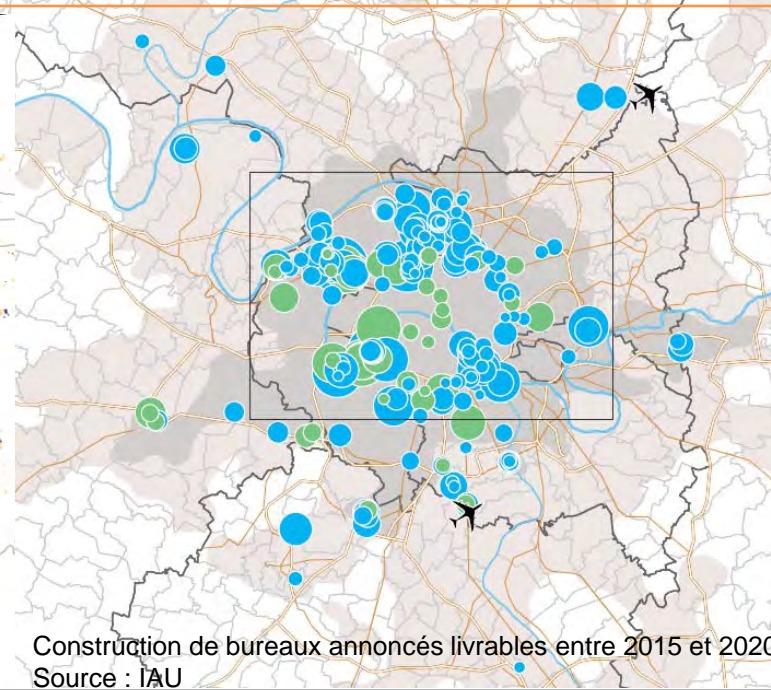 Construction de bureaux annoncés livrables entre 2015 et 2020
Source : IAU